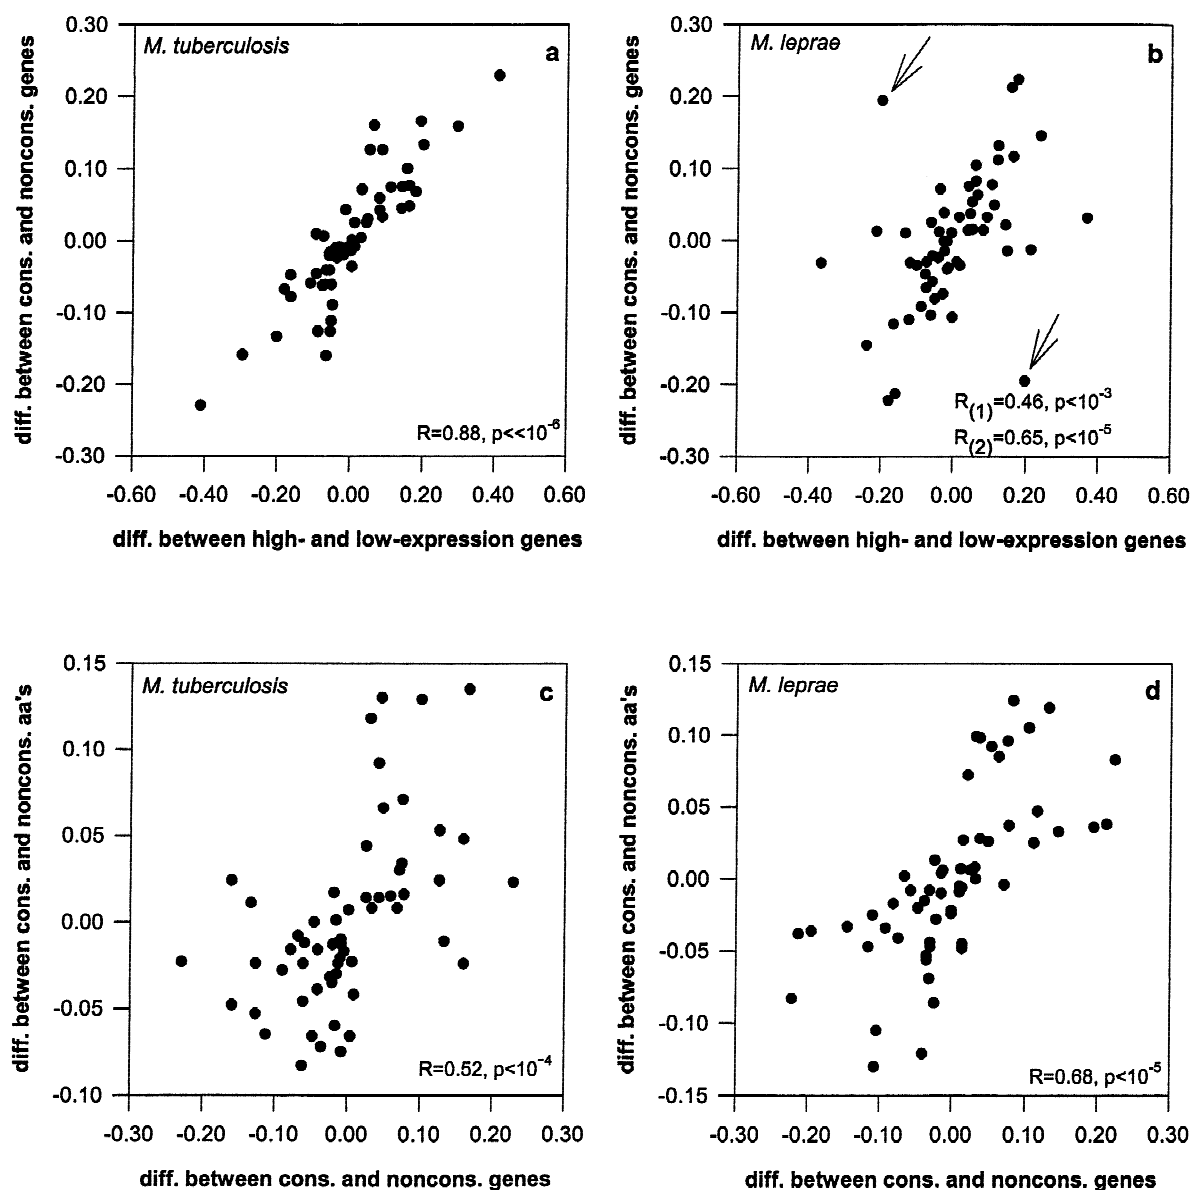 M. tuberculosis
a
diff. between cons. and noncons. genes
0.30
0.20
0.10
0.00
-0.10
-0.20
-0.30
R=0.88, p<<10-6
-0.60 -0.40 -0.20 0.00 0.20 0.40 0.60
diff. between high- and low-expression genes
M. leprae
b
diff. between cons. and noncons. genes
0.30
0.20
0.10
0.00
-0.10
-0.20
-0.30
R(1)=0.46, p<10-3
R(2)=0.65, p<10-5
-0.60 -0.40 -0.20 0.00 0.20 0.40 0.60
diff. between high- and low-expression genes
M. tuberculosis
c
diff. between cons. and noncons. aa's
0.15
0.10
0.05
0.00
-0.05
-0.10
R=0.52, p<10-4
-0.30 -0.20 -0.10 0.00 0.10 0.20 0.30
diff. between cons. and noncons. genes
M. leprae
d
diff. between cons. and noncons. aa's
0.15
0.10
0.05
0.00
-0.05
-0.10
-0.15
R=0.68, p<10-5
-0.30 -0.20 -0.10 0.00 0.10 0.20 0.30
diff. between cons. and noncons. genes